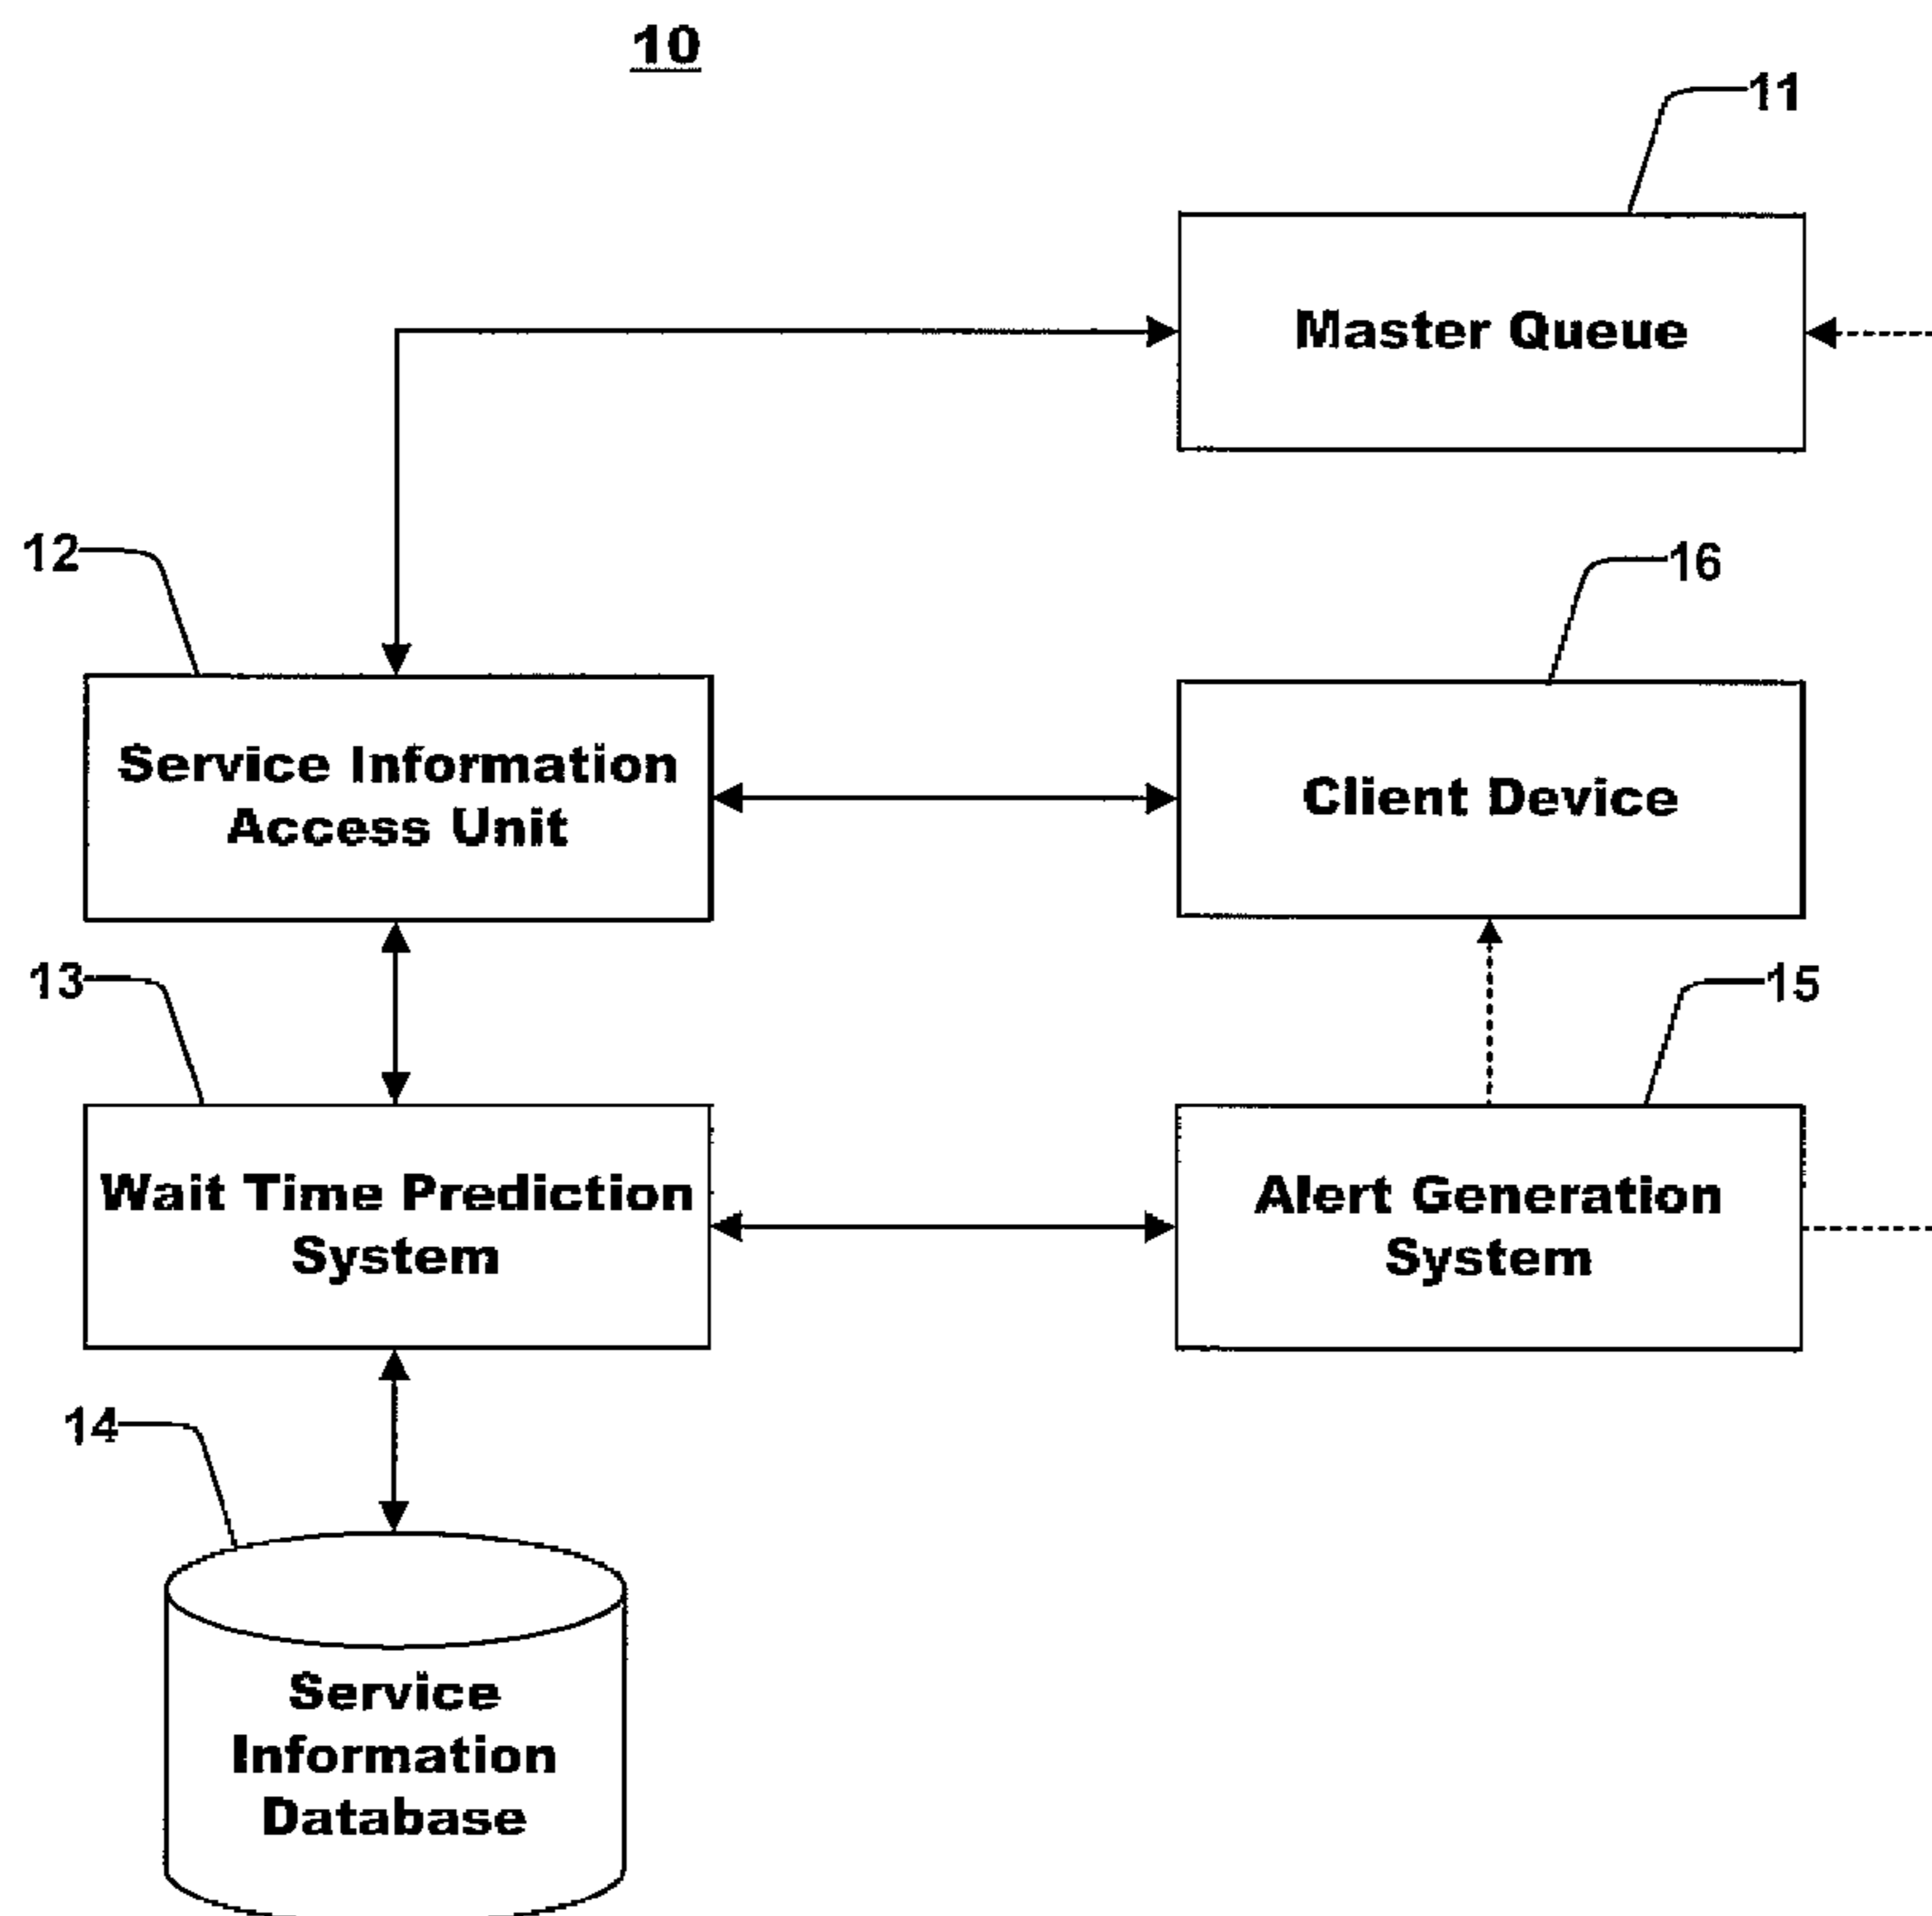 10
11
Master Queue
12
16
Service Information
Access Unit
Client Device
13
15
Wait Time Prediction
System
Alert Generation
System
14
Service
Information
Database